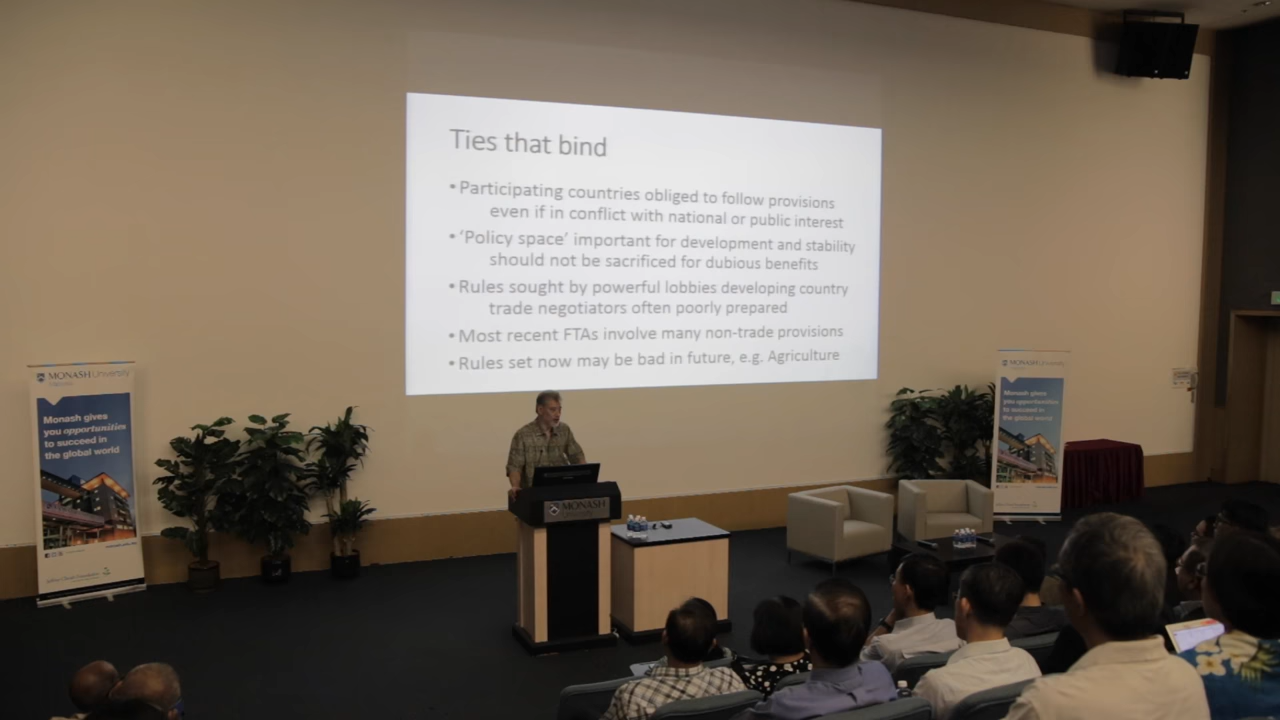 Ties that bind
•Participating countries obliged to follow provisions
even if in conflict with national or public interest
•‘Policy space’ important for development and stability
should not be sacrificed for dubious benefits
•Rules sought by powerful lobbies developing country
trade negotiators often poorly prepared
•Most recent FTAs involve many non-trade provisions
•Rules set now may be bad in future, e.g. Agriculture
MONASH University
Monash gives
you opportunities
to succeed in
the global world
MONASH
University
MONASH University
Monash gives
you opportunities
to succeed in
the global world